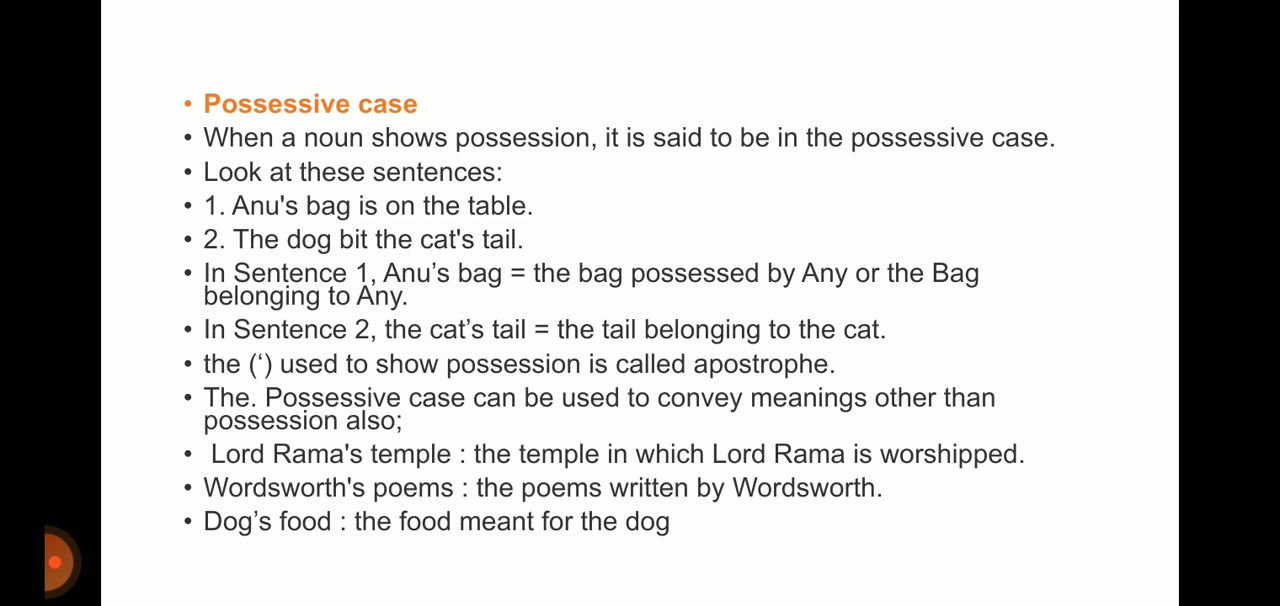 • Possessive case
• When a noun shows possession, it is said to be in the possessive case.
• Look at these sentences:
• 1. Anu's bag is on the table.
• 2. The dog bit the cat's tail.
• In Sentence 1, Anu’s bag = the bag possessed by Any or the Bag
belonging to Any.
• In Sentence 2, the cat’s tail = the tail belonging to the cat.
• the (‘) used to show possession is called apostrophe.
• The. Possessive case can be used to convey meanings other than
possession also;
• Lord Rama's temple : the temple in which Lord Rama is worshipped.
• Wordsworth's poems : the poems written by Wordsworth.
• Dog’s food : the food meant for the dog